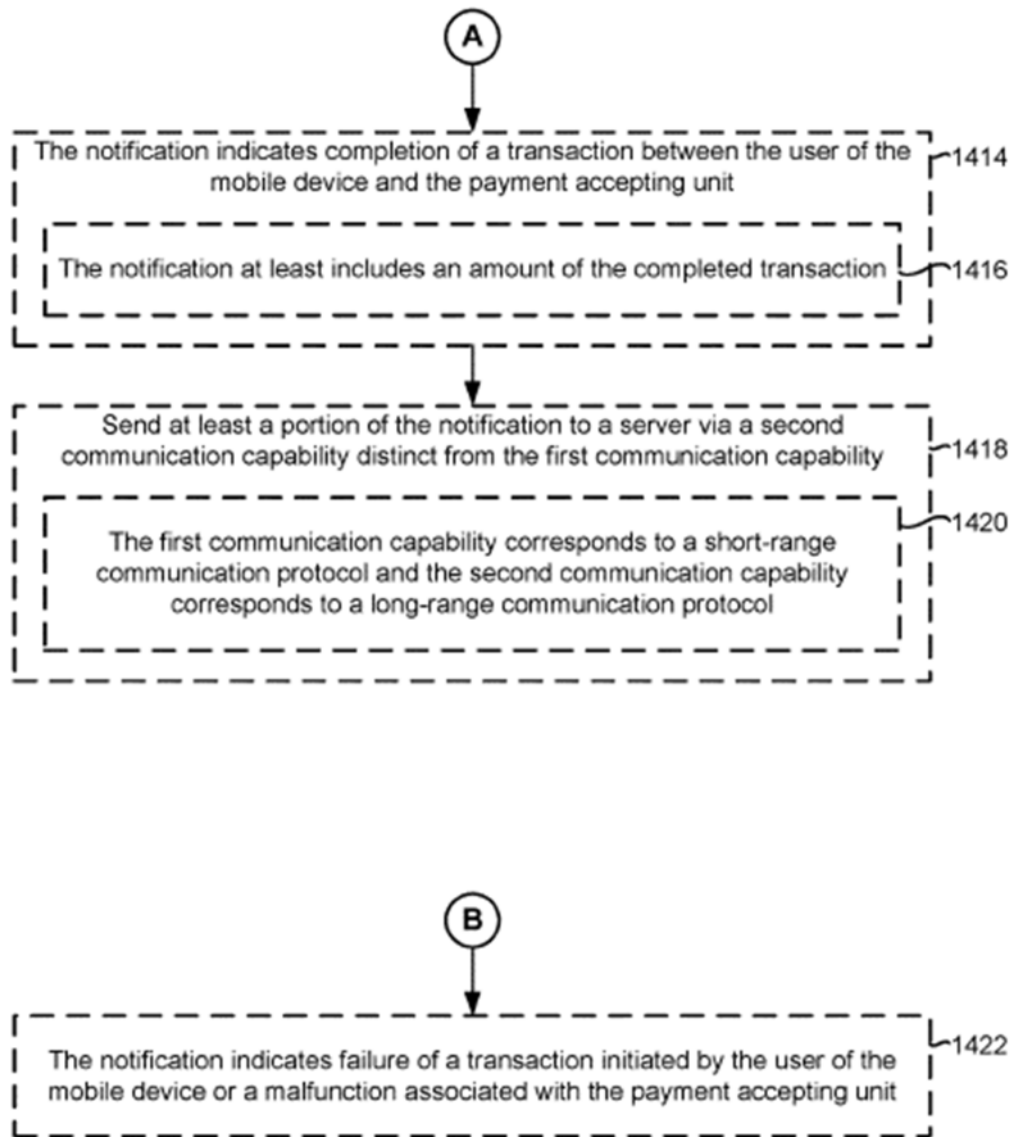 A
The notification indicates completion of a transaction between the user of the
mobile device and the payment accepting unit
1414
The notification at least includes an amount of the completed transaction
1416
Send at least a portion of the notification to a server via a second
communication capability distinct from the first communication capability
1418
The first communication capability corresponds to a short-range
communication protocol and the second communication capability
corresponds to a long-range communication protocol
1420
B
The notification indicates failure of a transaction initiated by the user of the
mobile device or a malfunction associated with the payment accepting unit
1422